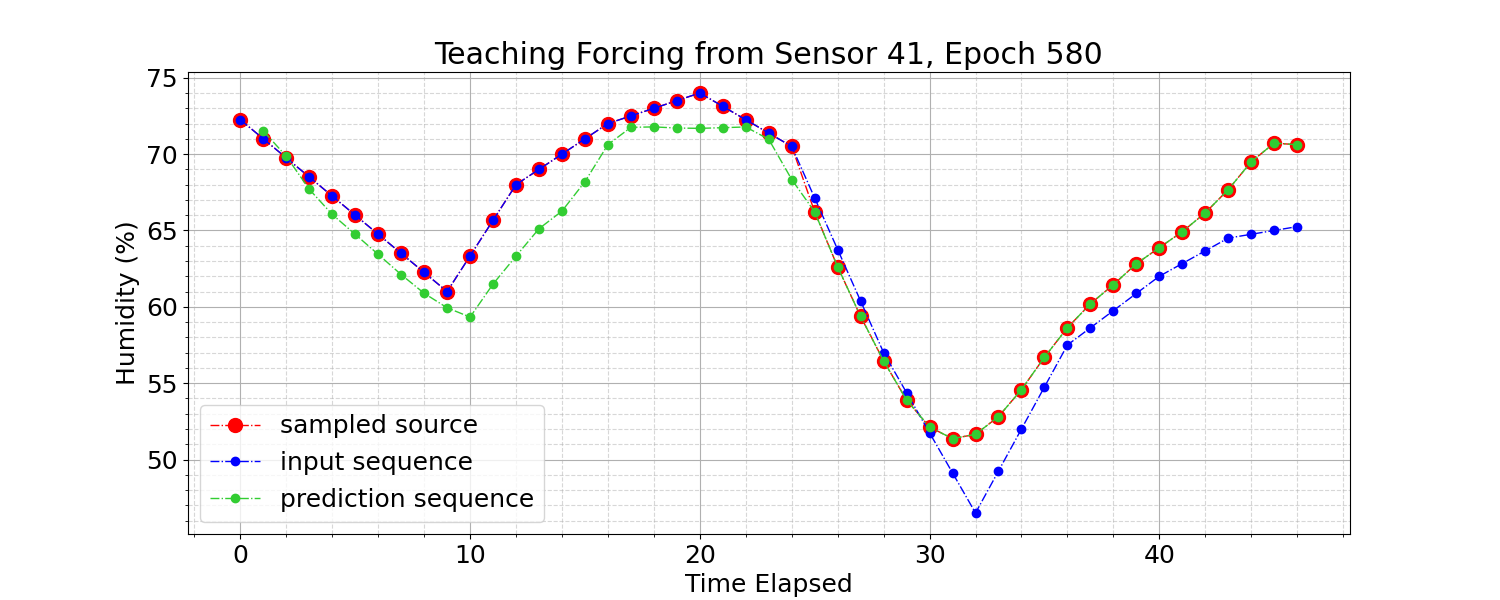 Teaching Forcing from Sensor 41, Epoch 580
75
70
65
60
55
50
Humidity (%)
sampled source
input sequence
prediction sequence
0 10 20 30 40
Time Elapsed